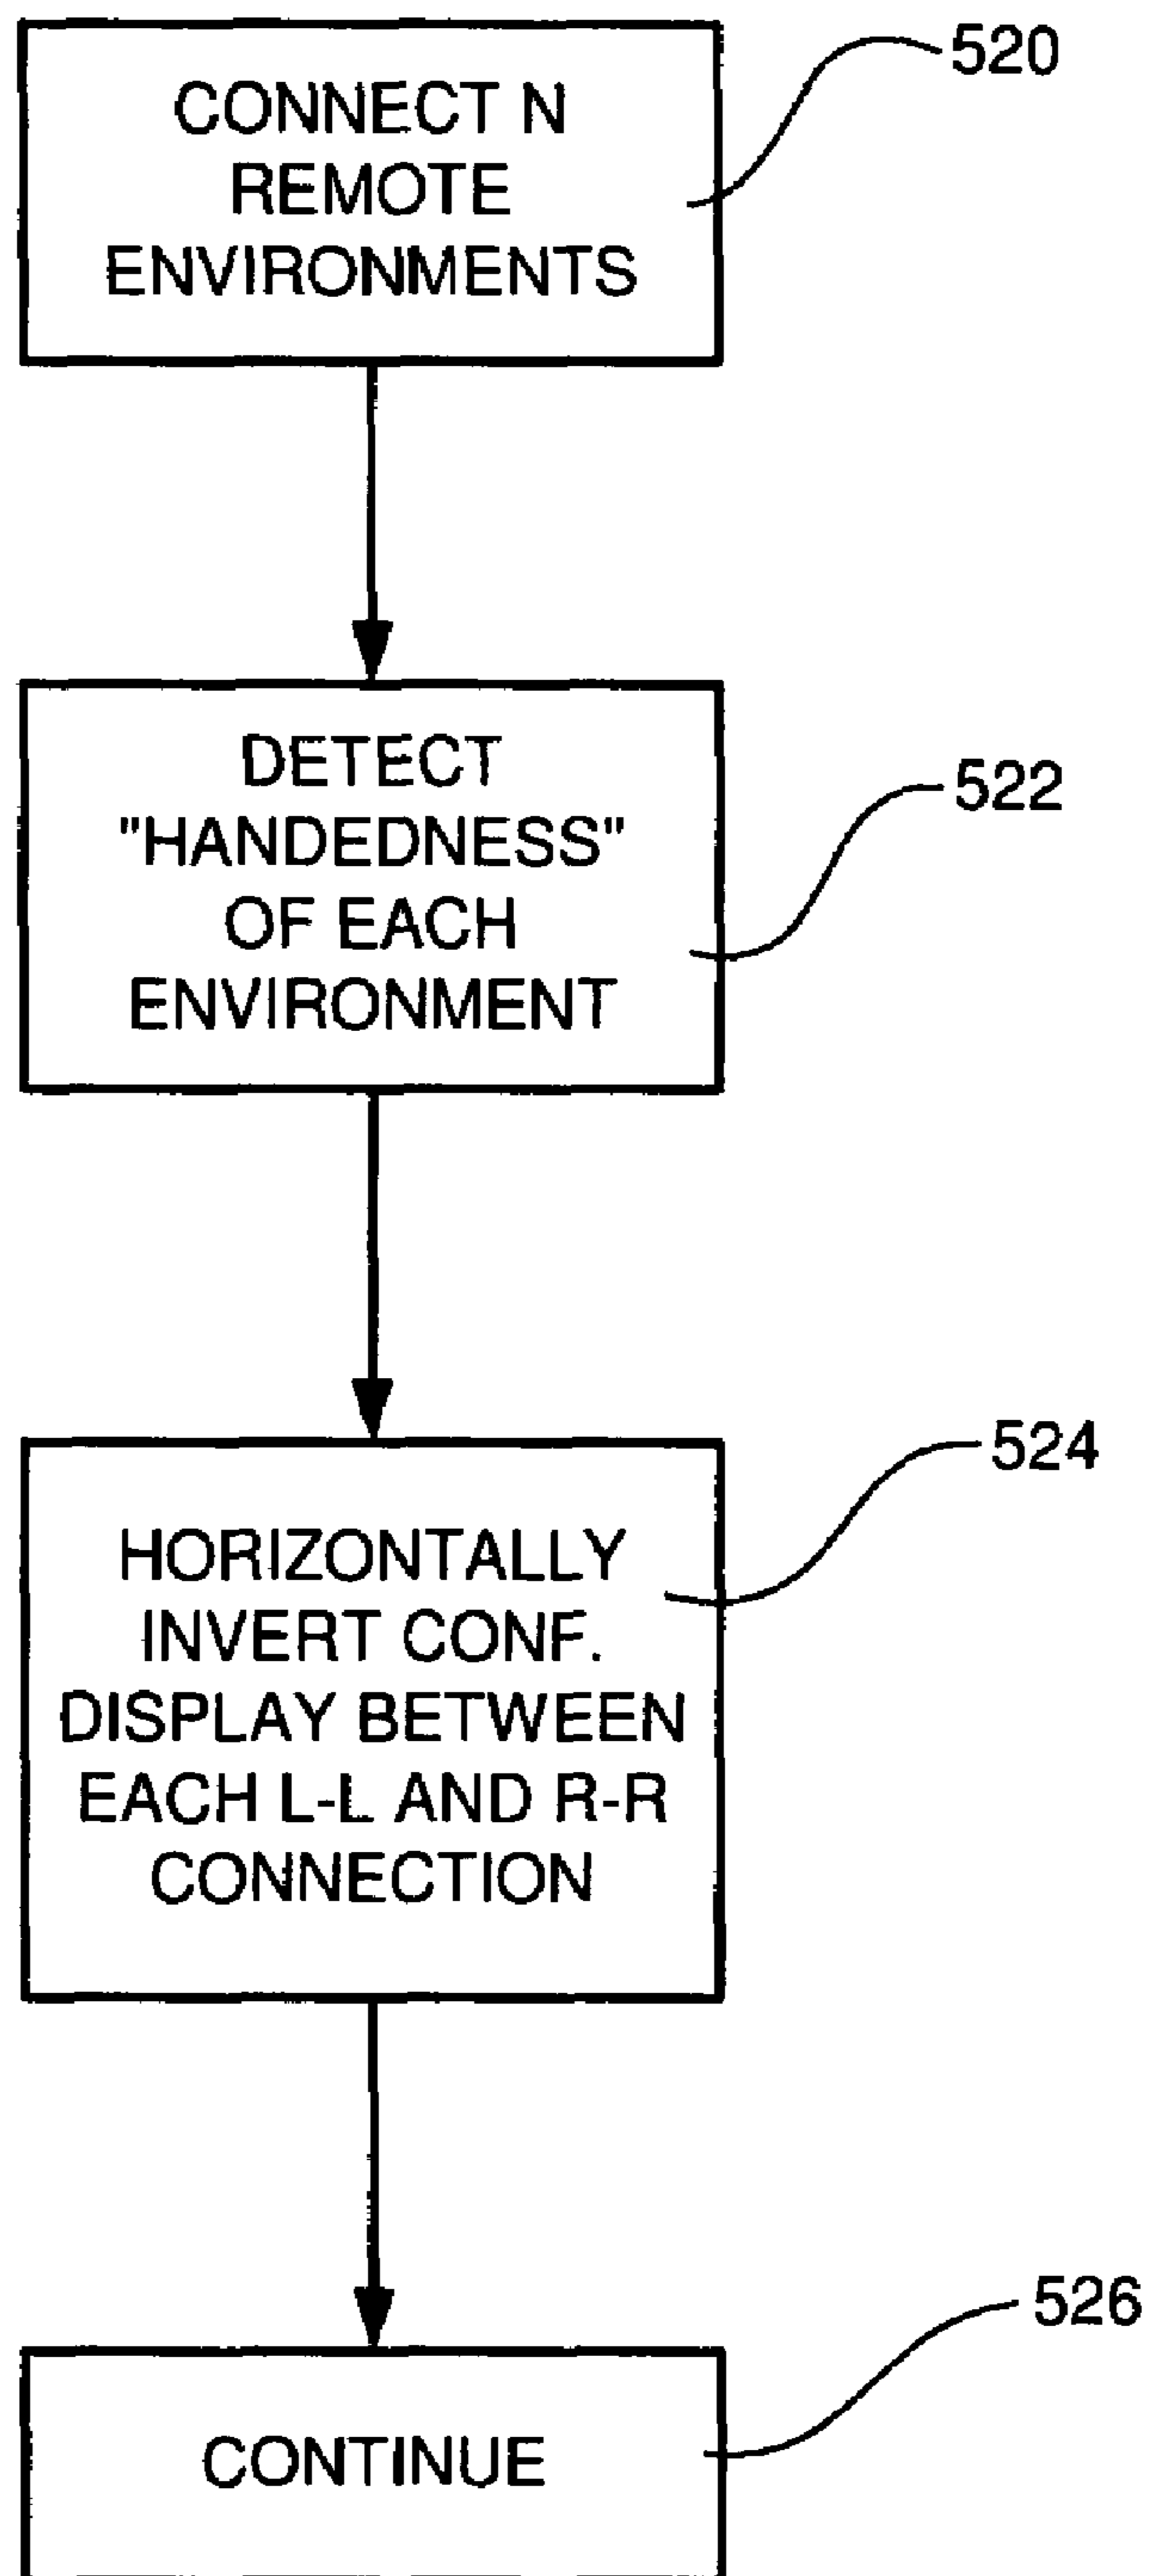 CONNECT N
REMOTE
ENVIRONMENTS
520
DETECT
"HANDEDNESS"
OF EACH
ENVIRONMENT
522
HORIZONTALLY
INVERT CONF.
DISPLAY BETWEEN
EACH L-L AND R-R
CONNECTION
524
CONTINUE
526